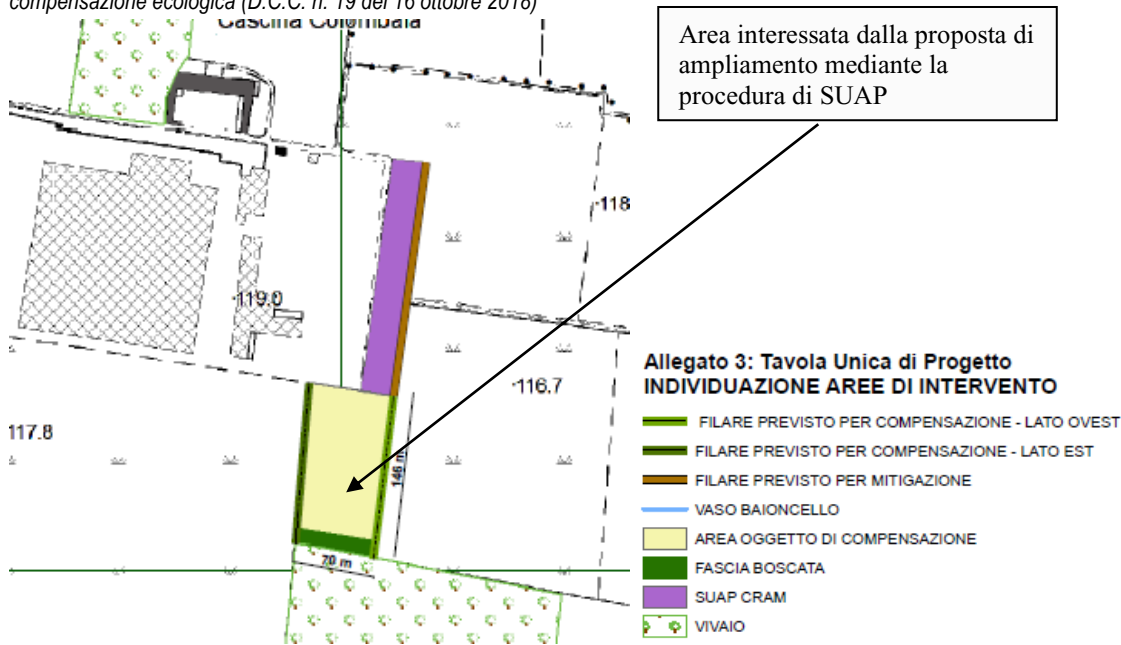 compensazione ecologica (D.C.C. n. 19 del 16 ottobre 2018)
Cascina Colombaia
Area interessata dalla proposta di
ampliamento mediante la
procedura di SUAP
118
119.0
116.7
117.8
146 m
70 m
Allegato 3: Tavola Unica di Progetto
INDIVIDUAZIONE AREE DI INTERVENTO
FILARE PREVISTO PER COMPENSAZIONE - LATO OVEST
FILARE PREVISTO PER COMPENSAZIONE - LATO EST
FILARE PREVISTO PER MITIGAZIONE
VASO BAIONCELLO
AREA OGGETTO DI COMPENSAZIONE
FASCIA BOSCATA
SUAP CRAM
VIVAIO